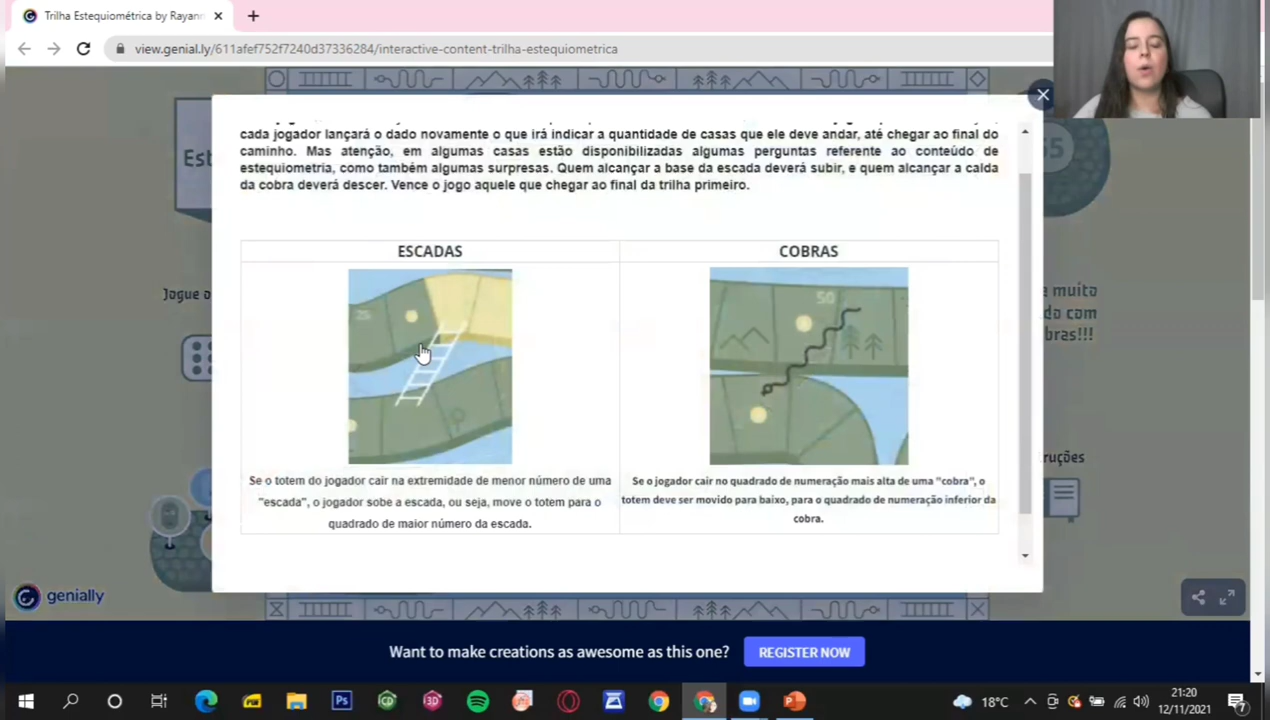 Trilha Estequiométrica by Rayann
view.genial.ly/611afef752f7240d37336284/interactive-content-trilha-estequiometrica
cada jogador lançará o dado novamente o que irá indicar a quantidade de casas que ele deve andar, até chegar ao final do
caminho. Mas atenção, em algumas casas estão disponibilizadas algumas perguntas referente ao conteúdo de
estequiometria, como também algumas surpresas. Quem alcançar a base da escada deverá subir, e quem alcançar a calda
da cobra deverá descer. Vence o jogo aquele que chegar ao final da trilha primeiro.
Est
55
ESCADAS
COBRAS
25
50
Jogue o
muito
do com
bras!!!
Se o totem do jogador cair na extremidade de menor número de uma
"escada", o jogador sobe a escada, ou seja, move o totem para o
quadrado de maior número da escada.
Se o jogador cair no quadrado de numeração mais alta de uma "cobra", o
totem deve ser movido para baixo, para o quadrado de numeração inferior da
cobra.
ruções
genially
Want to make creations as awesome as this one?
REGISTER NOW
Ps
18°C
21:20
12/11/2021
7